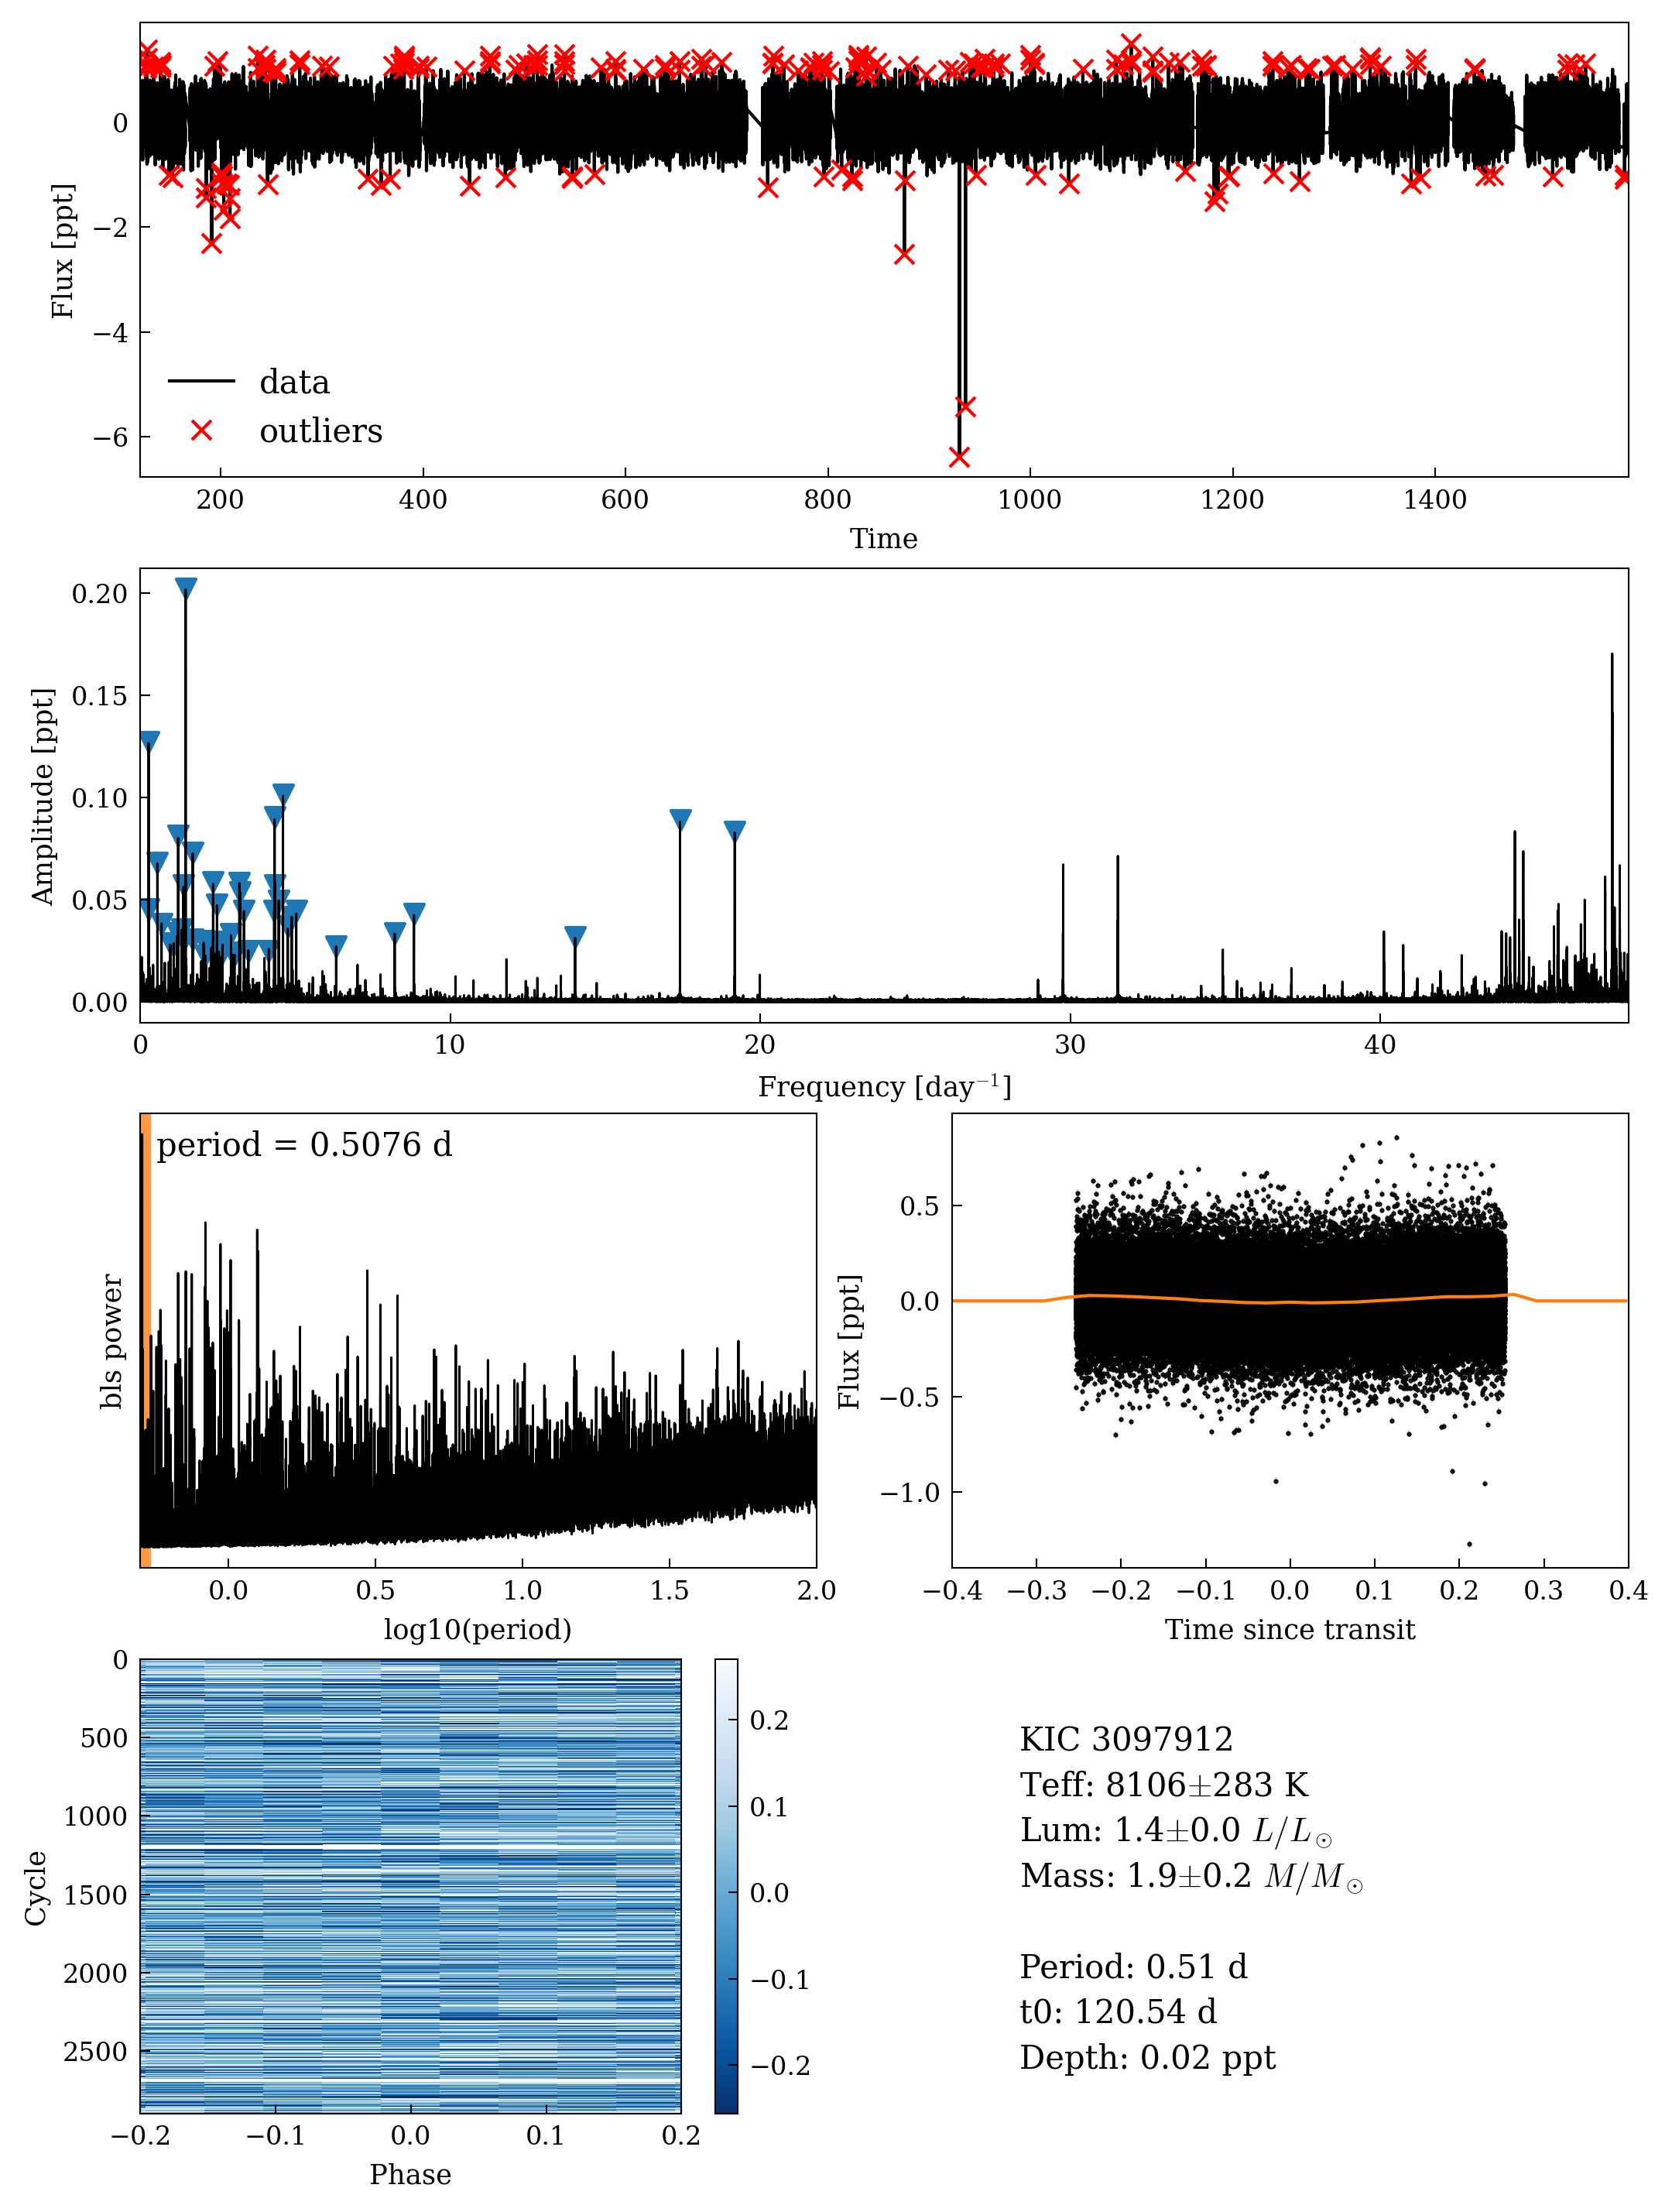 0
−2
−4
−6
Flux [ppt]
data
outliers
200 400 600 800 1000 1200 1400
Time
0.20
0.15
0.10
0.05
0.00
Amplitude [ppt]
0 10 20 30 40
Frequency [day⁻¹]
period = 0.5076 d
bls power
0.0 0.5 1.0 1.5 2.0
log10(period)
0.5
0.0
−0.5
−1.0
Flux [ppt]
−0.4 −0.3 −0.2 −0.1 0.0 0.1 0.2 0.3 0.4
Time since transit
0
500
1000
1500
2000
2500
Cycle
−0.2 −0.1 0.0 0.1 0.2
Phase
0.2
0.1
0.0
−0.1
−0.2
KIC 3097912
Teff: 8106±283 K
Lum: 1.4±0.0 L/L⊙
Mass: 1.9±0.2 M/M⊙
Period: 0.51 d
t0: 120.54 d
Depth: 0.02 ppt